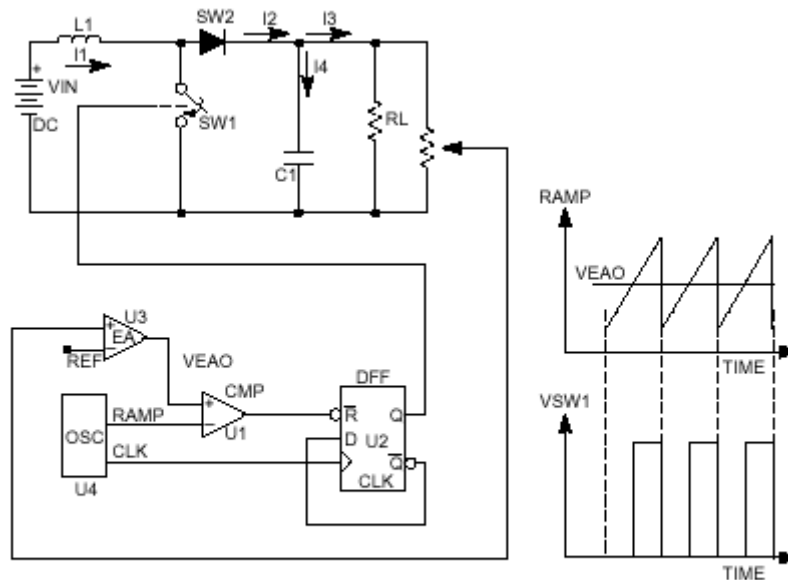 SW2
L1
I2
I3
I1
I4
+
VIN
SW1
RL
DC
C1
RAMP
VEAO
TIME
U3
+
EA
−
REF
VEAO
CMP
DFF
VSW1
+
−
U1
R
Q
OSC
RAMP
D
U2
CLK
Q
U4
CLK
TIME